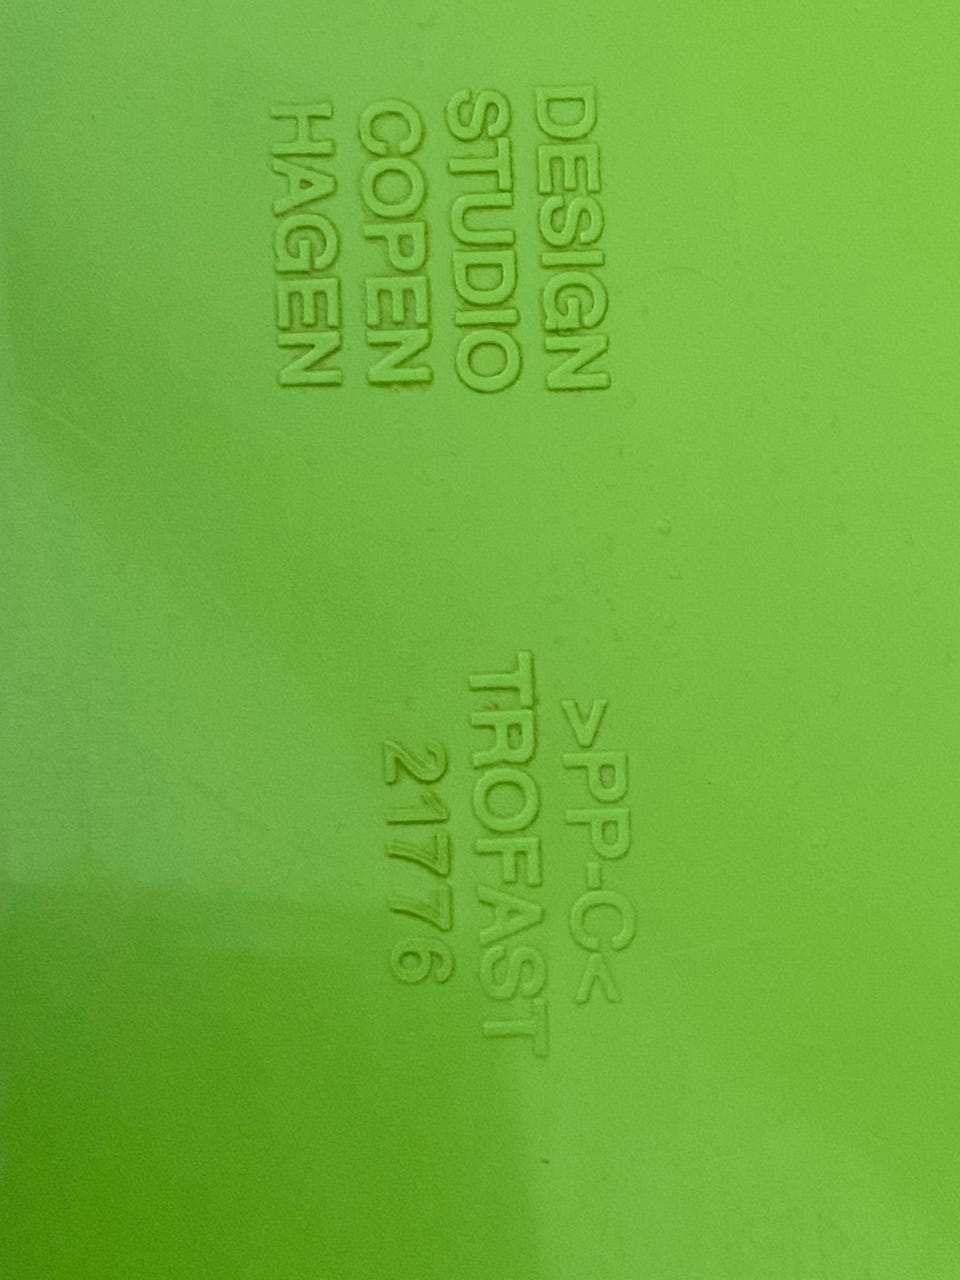 DESIGN
STUDIO
COPEN
HAGEN
>PP-C<
TROFAST
21776